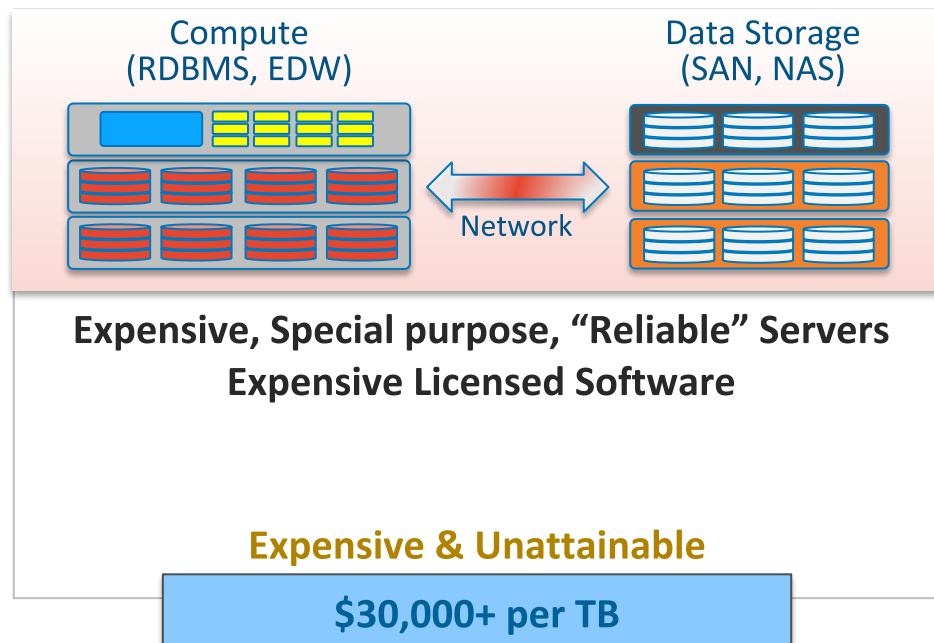 Compute
(RDBMS, EDW)
Data Storage
(SAN, NAS)
Network
Expensive, Special purpose, “Reliable” Servers
Expensive Licensed Software
Expensive & Unattainable
$30,000+ per TB